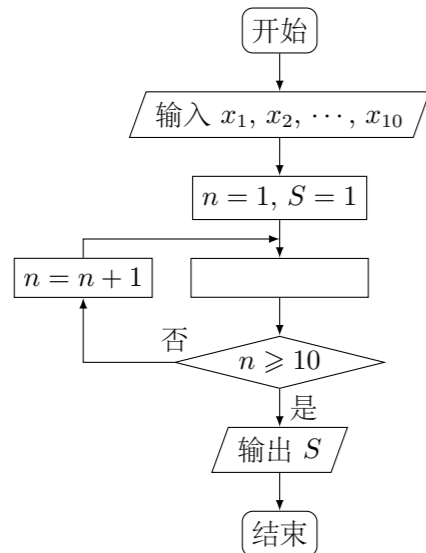 开始
输入 x₁, x₂, ⋯, x₁₀
n = 1, S = 1
n = n + 1
否
n ⩾ 10
是
输出 S
结束